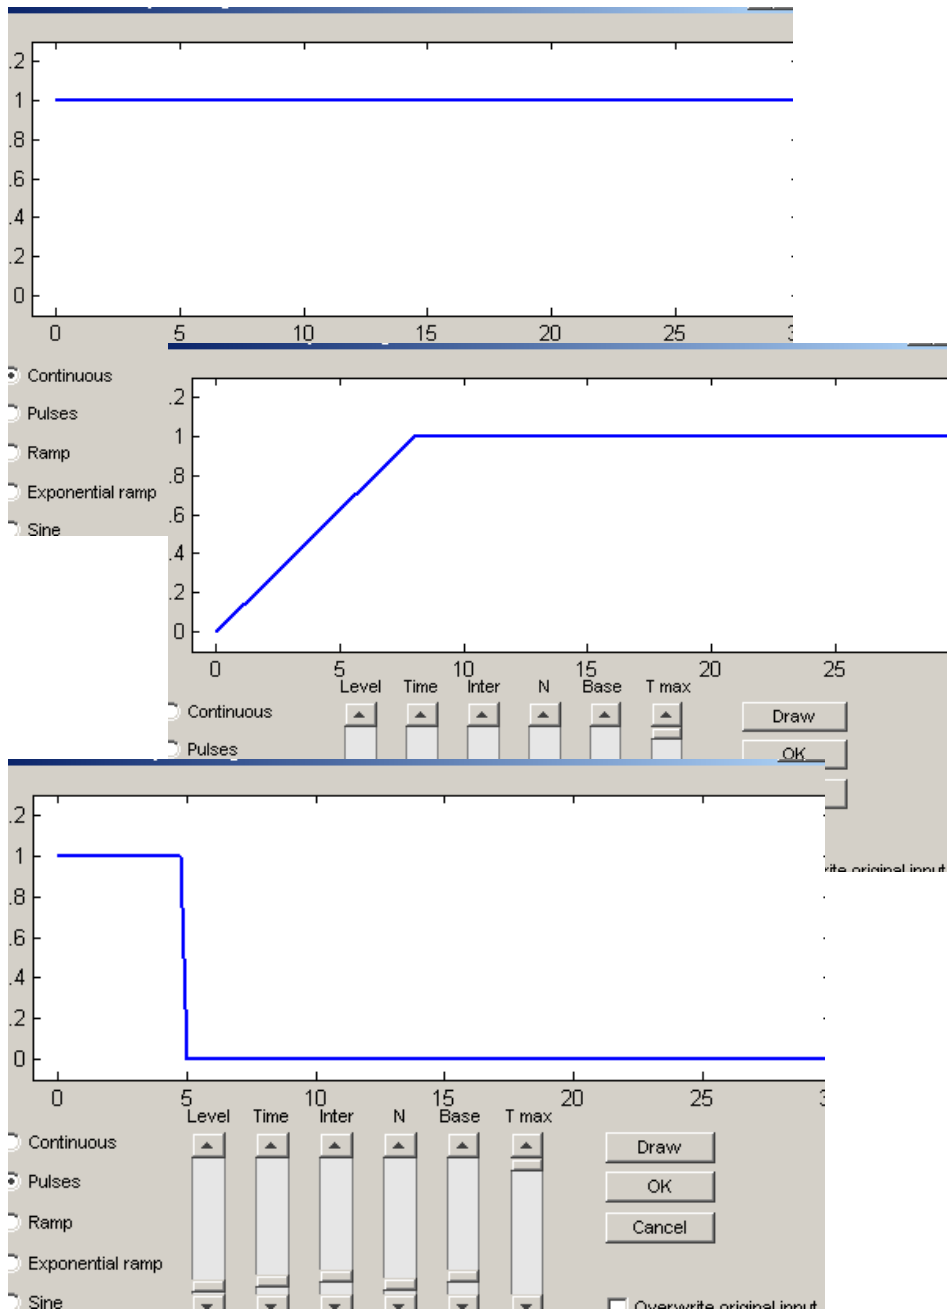 .2
1
.8
.6
.4
.2
0
0 5 10 15 20 25
Continuous
Pulses
Ramp
Exponential ramp
Sine
.2
1
.8
.6
.4
.2
0
0 5 10 15 20 25
Level Time Inter N Base T max
Continuous
Draw
Pulses
OK
rite original input
.2
1
.8
.6
.4
.2
0
0 5 10 15 20 25
Level Time Inter N Base T max
Continuous
Draw
Pulses
OK
Ramp
Cancel
Exponential ramp
Sine
Overwrite original input